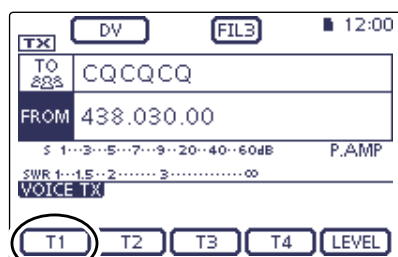 TX DV FIL3 12:00
TO CQCQCQ
FROM 438.030.00
S 1···3···5···7···9··20··40··60dB P.AMP
SWR 1···1.5··2·······3·············∞
VOICE TX
T1 T2 T3 T4 LEVEL